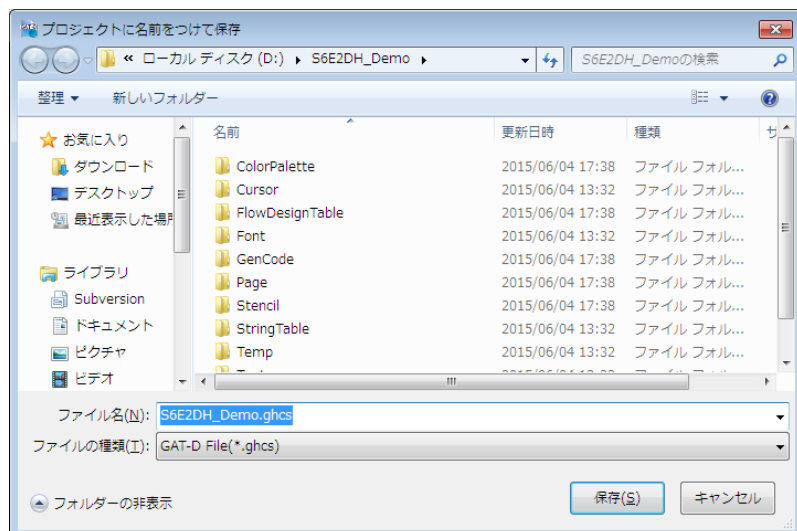 プロジェクトに名前をつけて保存
« ローカル ディスク (D:) ▸ S6E2DH_Demo ▸
S6E2DH_Demoの検索
整理 ▼ 新しいフォルダー
お気に入り
ダウンロード
デスクトップ
最近表示した場所
ライブラリ
Subversion
ドキュメント
ピクチャ
ビデオ
名前 更新日時 種類 サ
ColorPalette 2015/06/04 17:38 ファイル フォル...
Cursor 2015/06/04 13:32 ファイル フォル...
FlowDesignTable 2015/06/04 17:38 ファイル フォル...
Font 2015/06/04 13:32 ファイル フォル...
GenCode 2015/06/04 17:38 ファイル フォル...
Page 2015/06/04 17:38 ファイル フォル...
Stencil 2015/06/04 17:38 ファイル フォル...
StringTable 2015/06/04 13:32 ファイル フォル...
Temp 2015/06/04 13:32 ファイル フォル...
ファイル名(N): S6E2DH_Demo.ghcs
ファイルの種類(T): GAT-D File(*.ghcs)
フォルダーの非表示
保存(S) キャンセル